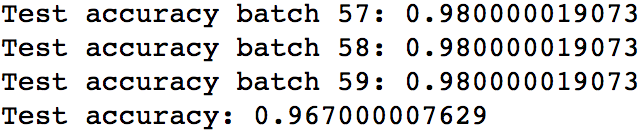 Test accuracy batch 57: 0.980000019073
Test accuracy batch 58: 0.980000019073
Test accuracy batch 59: 0.980000019073
Test accuracy: 0.967000007629